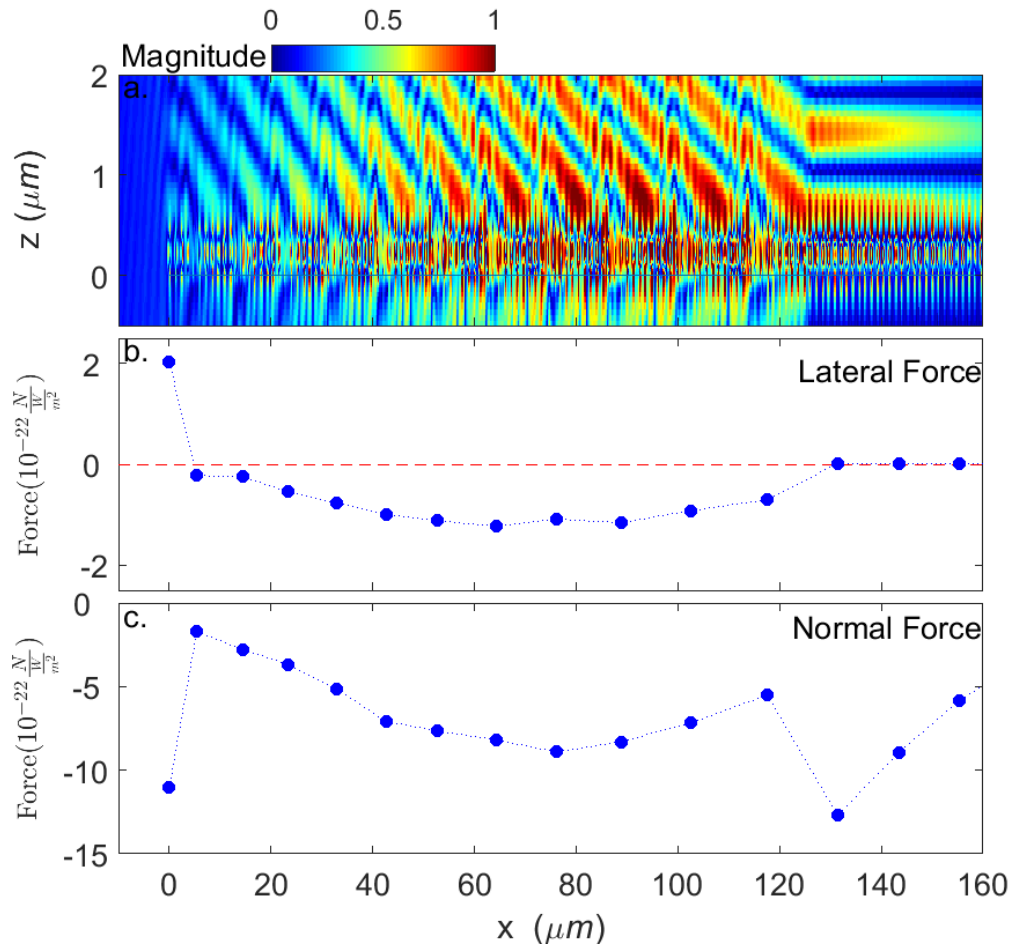 0 0.5 1
Magnitude
a.
2
1
0
z (μm)
b.
Lateral Force
2
0
-2
Force(10⁻²² N/(W/m²))
c.
Normal Force
0
-5
-10
-15
Force(10⁻²² N/(W/m²))
0 20 40 60 80 100 120 140 160
x (μm)